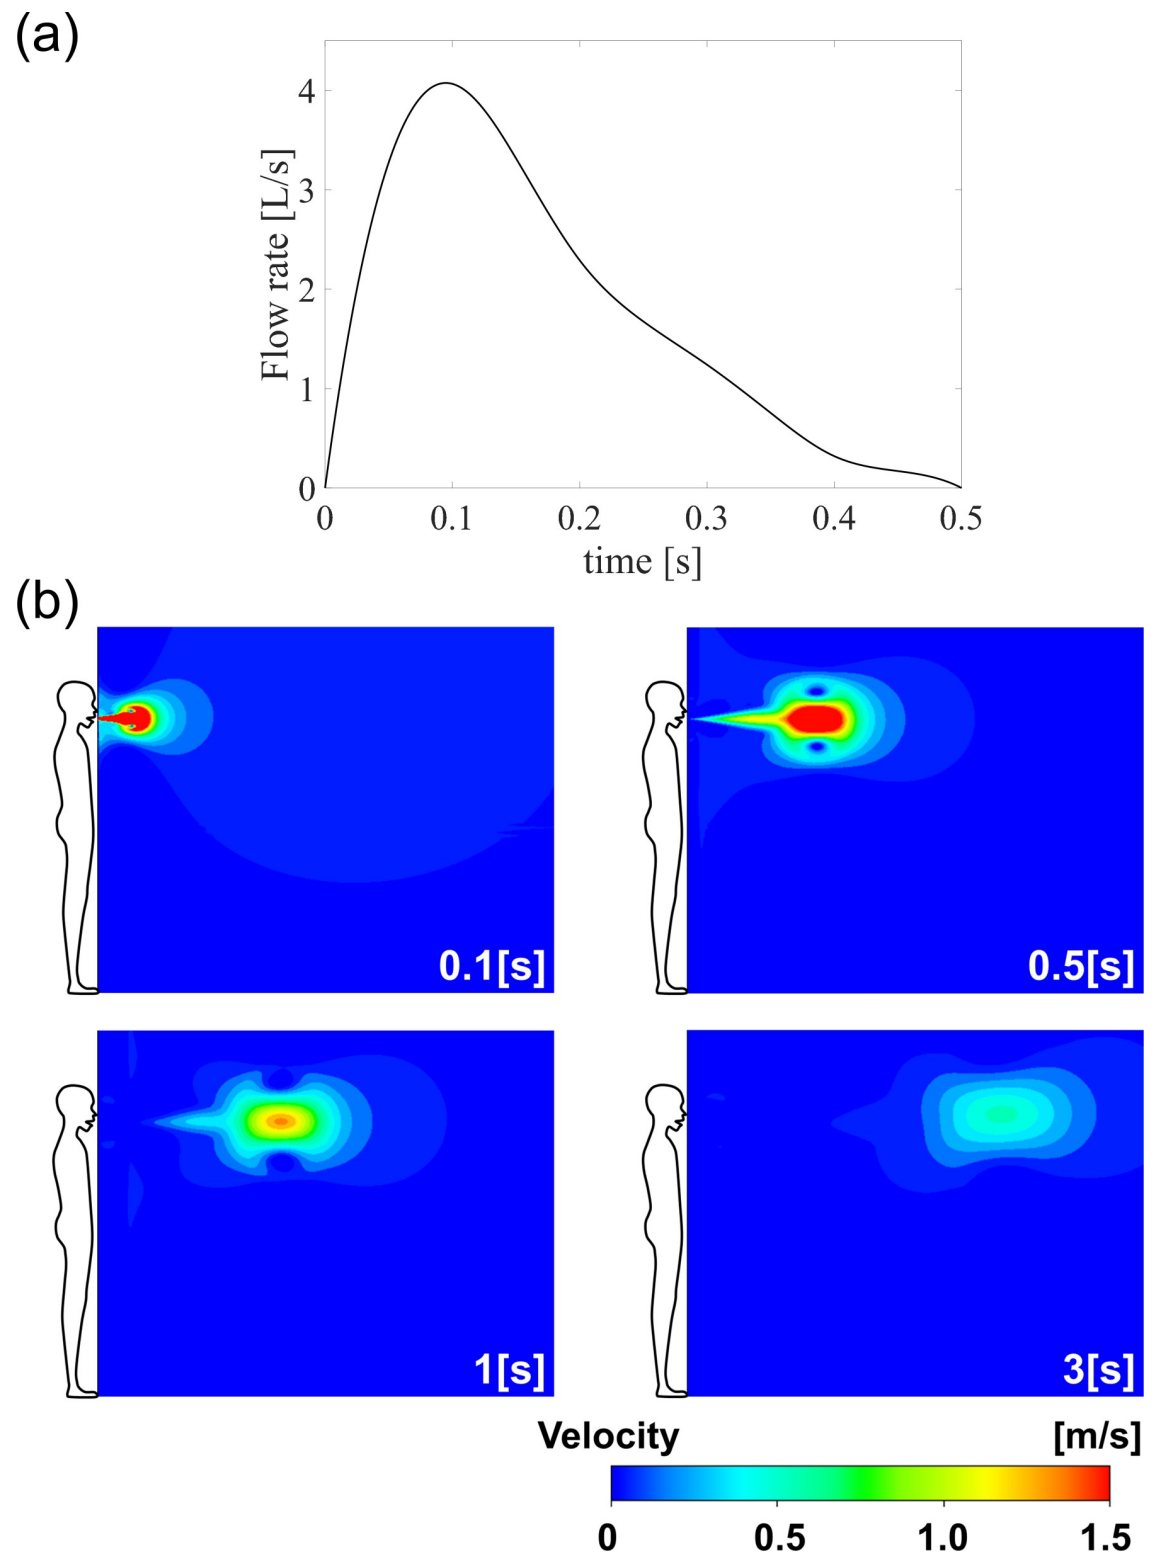 (a)
Flow rate [L/s]
4
3
2
1
0
0 0.1 0.2 0.3 0.4 0.5
time [s]
(b)
0.1[s] 0.5[s]
1[s] 3[s]
Velocity [m/s]
0 0.5 1.0 1.5